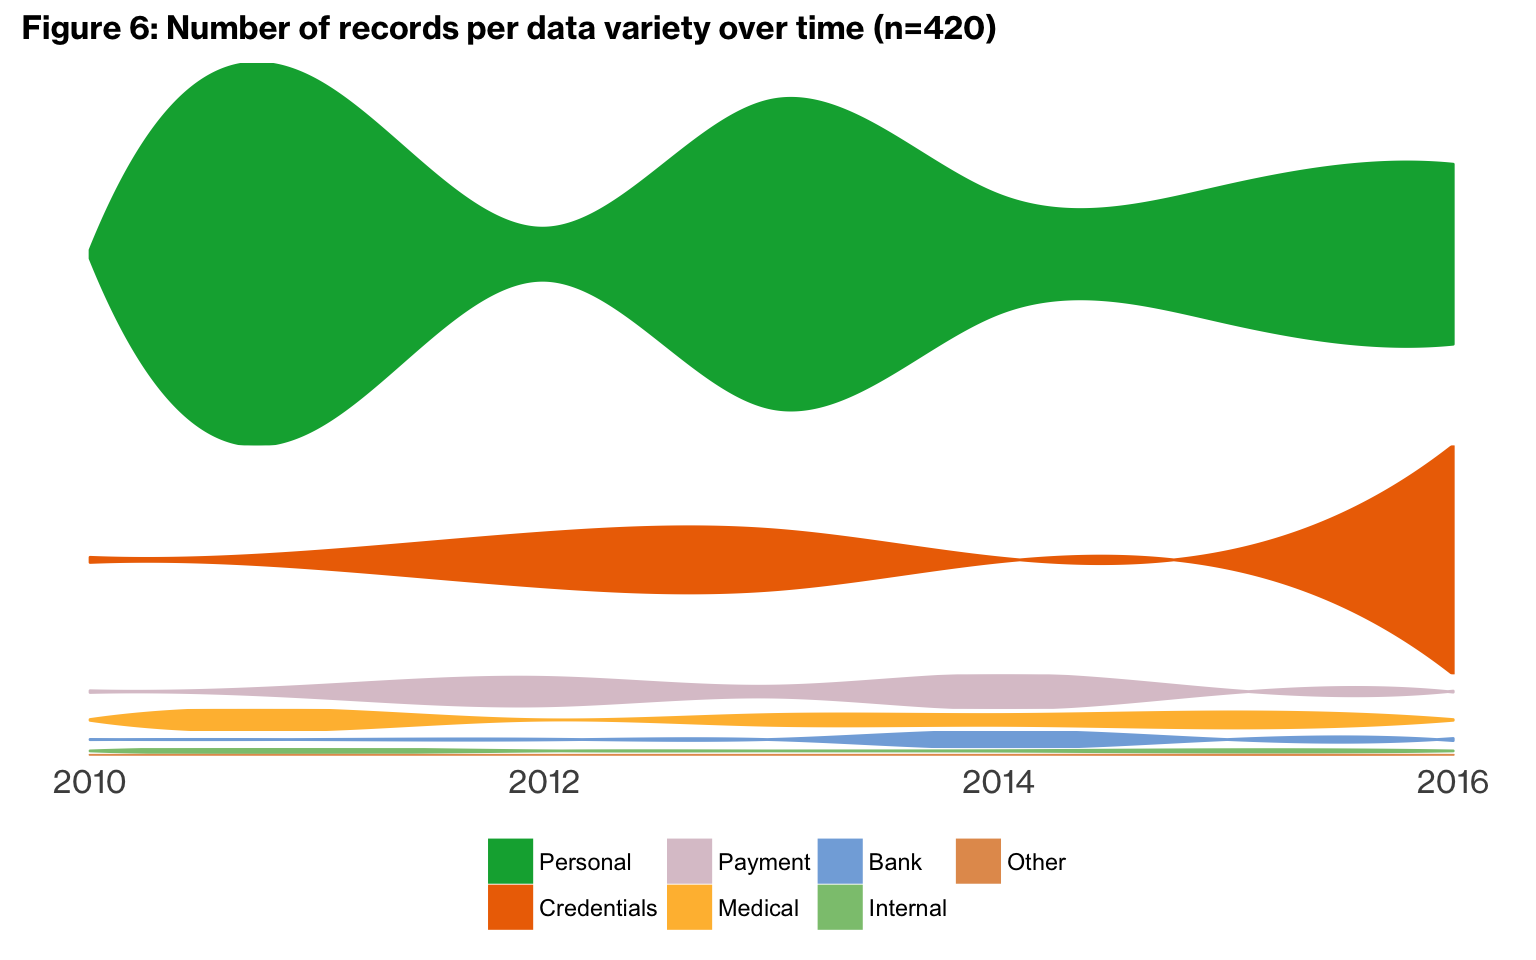 Figure 6: Number of records per data variety over time (n=420)
2010 2012 2014 2016
Personal Payment Bank Other
Credentials Medical Internal